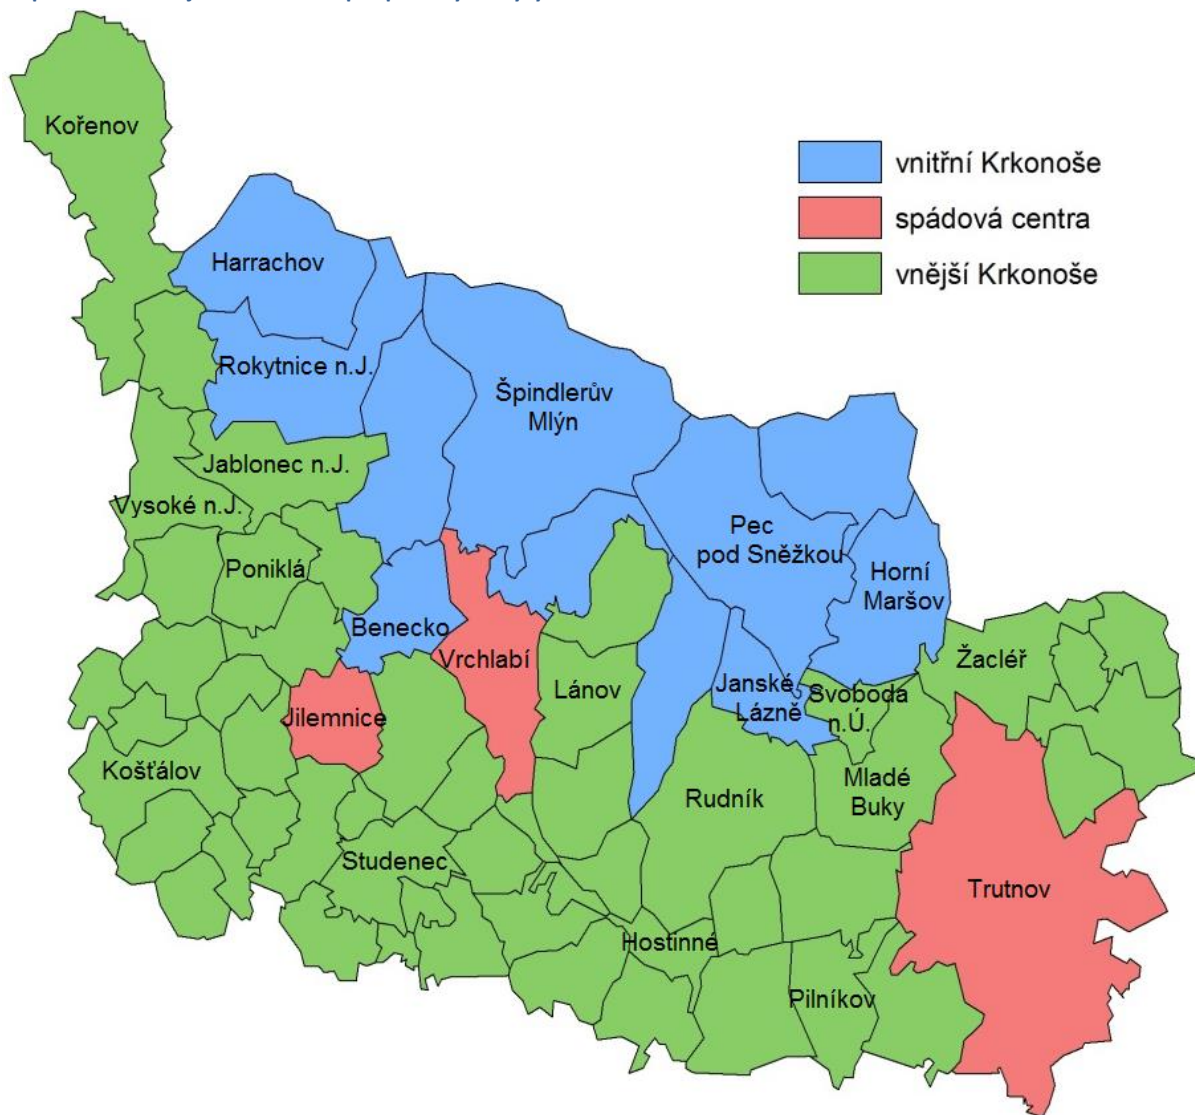 Kořenov
vnitřní Krkonoše
spádová centra
vnější Krkonoše
Harrachov
Rokytnice n.J.
Špindlerův
Mlýn
Jablonec n.J.
Vysoké n.J.
Poniklá
Pec
pod Sněžkou
Horní
Maršov
Benecko
Vrchlabí
Lánov
Janské
Lázně
Svoboda
n.Ú.
Žacléř
Jilemnice
Košťálov
Rudník
Mladé
Buky
Studenec
Trutnov
Hostinné
Pilníkov